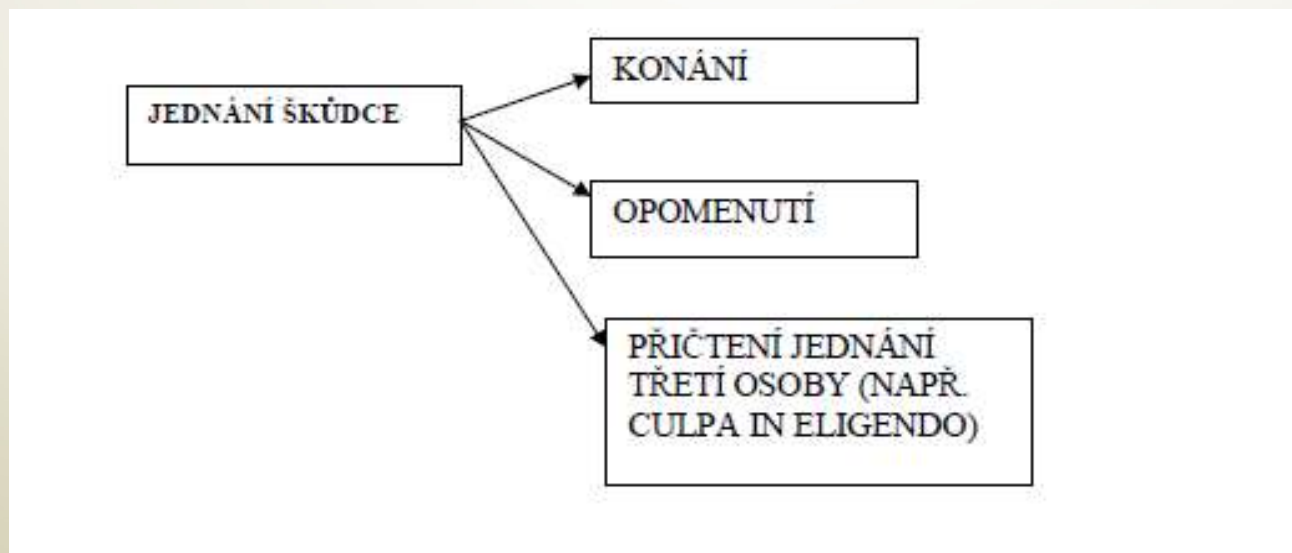 JEDNÁNÍ ŠKŮDCE
KONÁNÍ
OPOMENUTÍ
PŘIČTENÍ JEDNÁNÍ
TŘETÍ OSOBY (NAPŘ.
CULPA IN ELIGENDO)